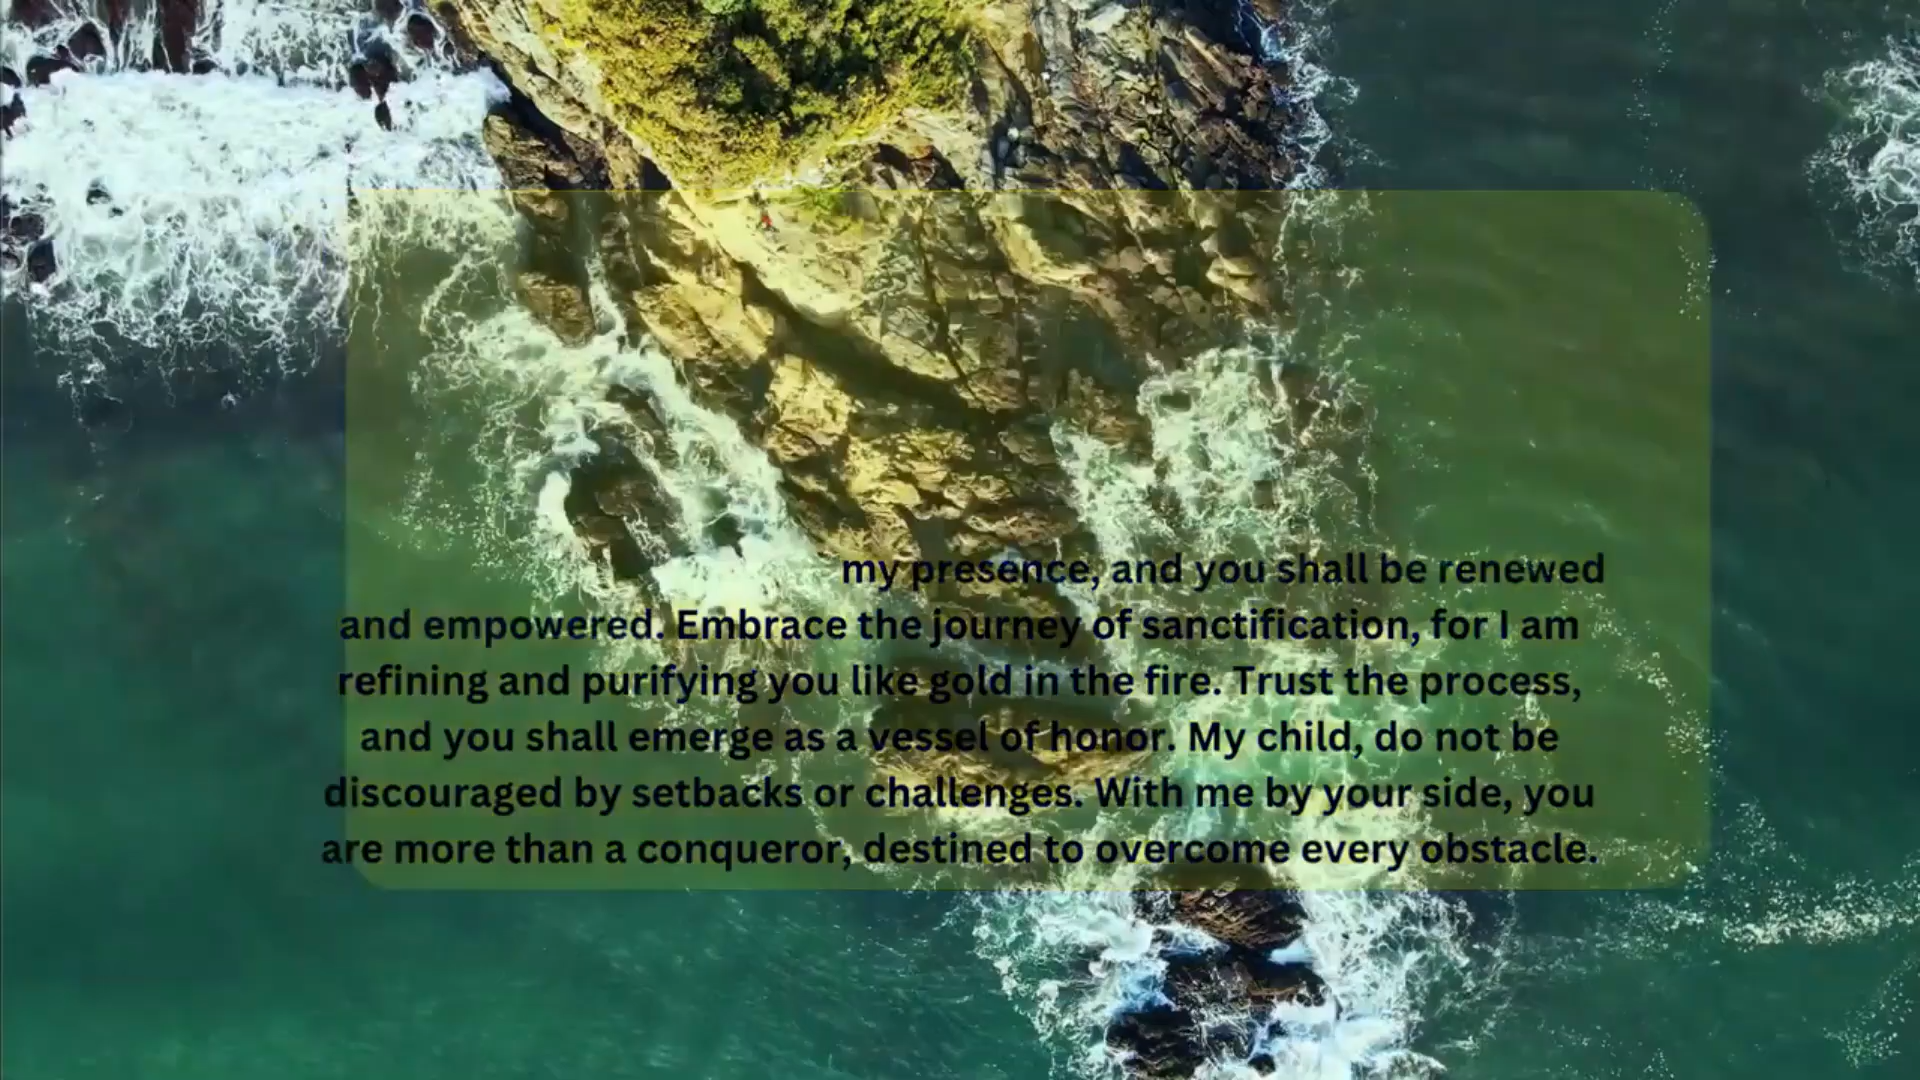 my presence, and you shall be renewed
and empowered. Embrace the journey of sanctification, for I am
refining and purifying you like gold in the fire. Trust the process,
and you shall emerge as a vessel of honor. My child, do not be
discouraged by setbacks or challenges. With me by your side, you
are more than a conqueror, destined to overcome every obstacle.